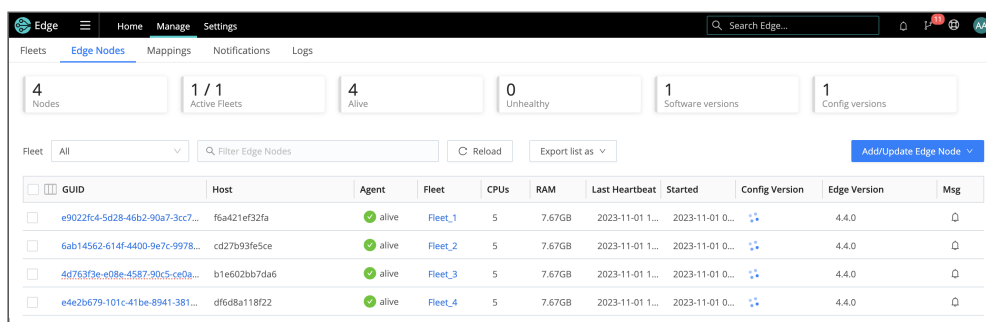 Edge Home Manage Settings Search Edge... 11 AA
Fleets Edge Nodes Mappings Notifications Logs
4 1 / 1 4 0 1 1
Nodes Active Fleets Alive Unhealthy Software versions Config versions
Fleet All Filter Edge Nodes Reload Export list as Add/Update Edge Node
GUID Host Agent Fleet CPUs RAM Last Heartbeat Started Config Version Edge Version Msg
e9022fc4-5d28-46b2-90a7-3cc7... f6a421ef32fa alive Fleet_1 5 7.67GB 2023-11-01 1... 2023-11-01 0... 4.4.0
6ab14562-614f-4400-9e7c-9978... cd27b93fe5ce alive Fleet_2 5 7.67GB 2023-11-01 1... 2023-11-01 0... 4.4.0
4d763f3e-e08e-4587-90c5-ce0a... b1e602bb7da6 alive Fleet_3 5 7.67GB 2023-11-01 1... 2023-11-01 0... 4.4.0
e4e2b679-101c-41be-8941-381... df6d8a118f22 alive Fleet_4 5 7.67GB 2023-11-01 1... 2023-11-01 0... 4.4.0